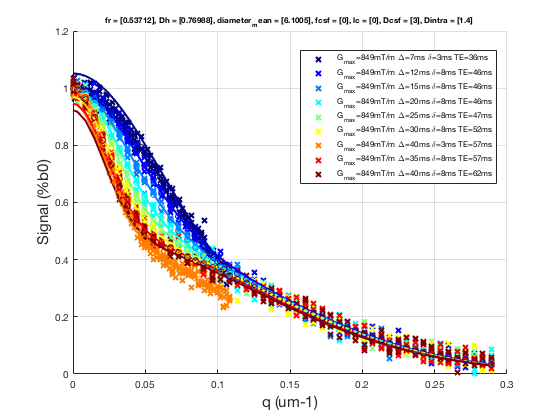 fr = [0.53712], Dh = [0.76988], diameter_mean = [6.1005], fcsf = [0], lc = [0], Dcsf = [3], Dintra = [1.4]
1.2
1
0.8
0.6
0.4
0.2
0
Signal (%b0)
G_max=849mT/m Δ=7ms δ=3ms TE=36ms
G_max=849mT/m Δ=12ms δ=8ms TE=46ms
G_max=849mT/m Δ=15ms δ=8ms TE=46ms
G_max=849mT/m Δ=20ms δ=8ms TE=46ms
G_max=849mT/m Δ=25ms δ=8ms TE=47ms
G_max=849mT/m Δ=30ms δ=8ms TE=52ms
G_max=849mT/m Δ=40ms δ=3ms TE=57ms
G_max=849mT/m Δ=35ms δ=8ms TE=57ms
G_max=849mT/m Δ=40ms δ=8ms TE=62ms
0 0.05 0.1 0.15 0.2 0.25 0.3
q (um-1)